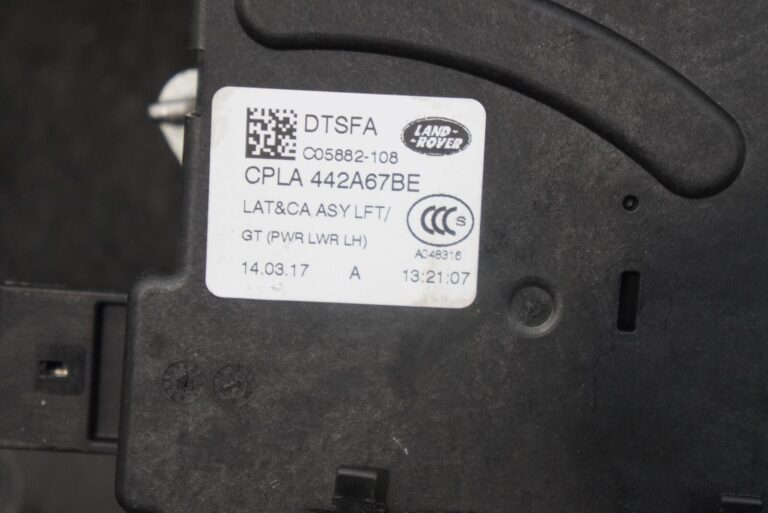 DTSFA
LAND-
-ROVER
C05882-108
CPLA 442A67BE
LAT&CA ASY LFT/
GT (PWR LWR LH)
CCC S
A048316
14.03.17 A 13:21:07